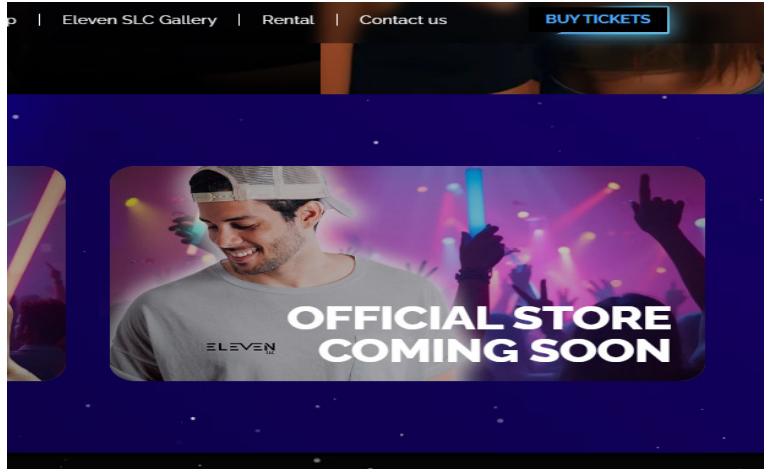 p | Eleven SLC Gallery | Rental | Contact us
BUY TICKETS
OFFICIAL STORE
COMING SOON
ELEVEN